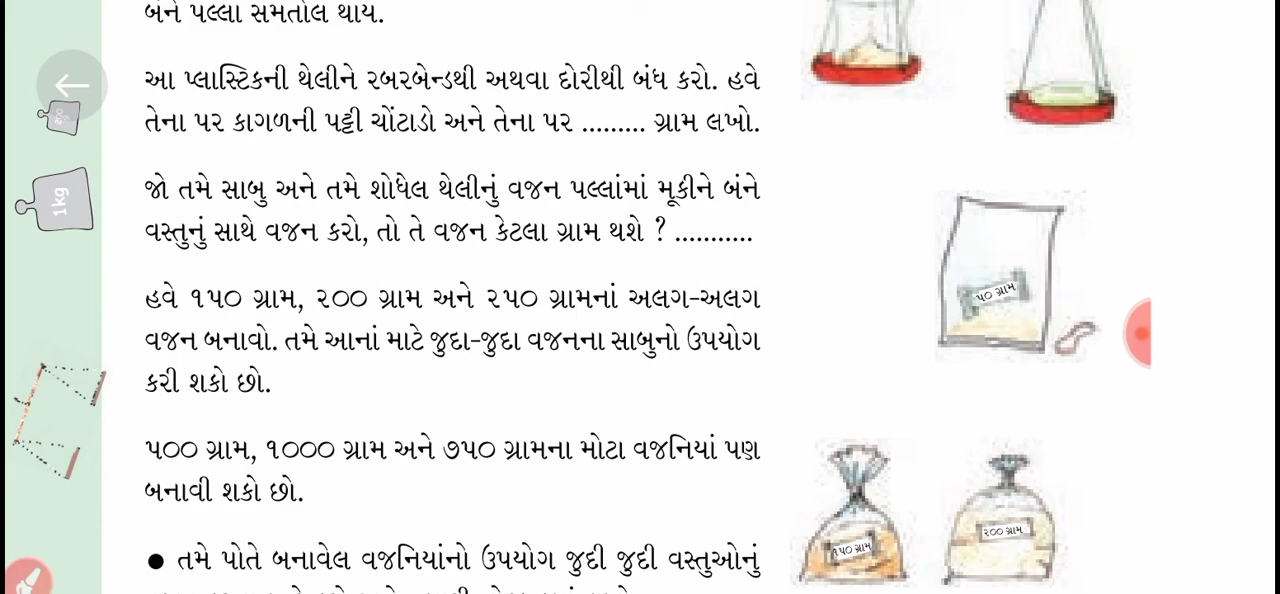 બંને પલ્લા સમતોલ થાય.
આ પ્લાસ્ટિકની થેલીને રબરબેન્ડથી અથવા દોરીથી બંધ કરો. હવે
તેના પર કાગળની પટ્ટી ચોંટાડો અને તેના પર ......... ગ્રામ લખો.
જો તમે સાબુ અને તમે શોધેલ થેલીનું વજન પલ્લાંમાં મૂકીને બંને
વસ્તુનું સાથે વજન કરો, તો તે વજન કેટલા ગ્રામ થશે ? ...........
હવે ૧૫૦ ગ્રામ, ૨૦૦ ગ્રામ અને ૨૫૦ ગ્રામનાં અલગ-અલગ
વજન બનાવો. તમે આનાં માટે જુદા-જુદા વજનના સાબુનો ઉપયોગ
કરી શકો છો.
૫૦૦ ગ્રામ, ૧૦૦૦ ગ્રામ અને ૭૫૦ ગ્રામના મોટા વજનિયાં પણ
બનાવી શકો છો.
● તમે પોતે બનાવેલ વજનિયાંનો ઉપયોગ જુદી જુદી વસ્તુઓનું
1kg
૫૦ ગ્રામ
૧૫૦ ગ્રામ
૨૦૦ ગ્રામ